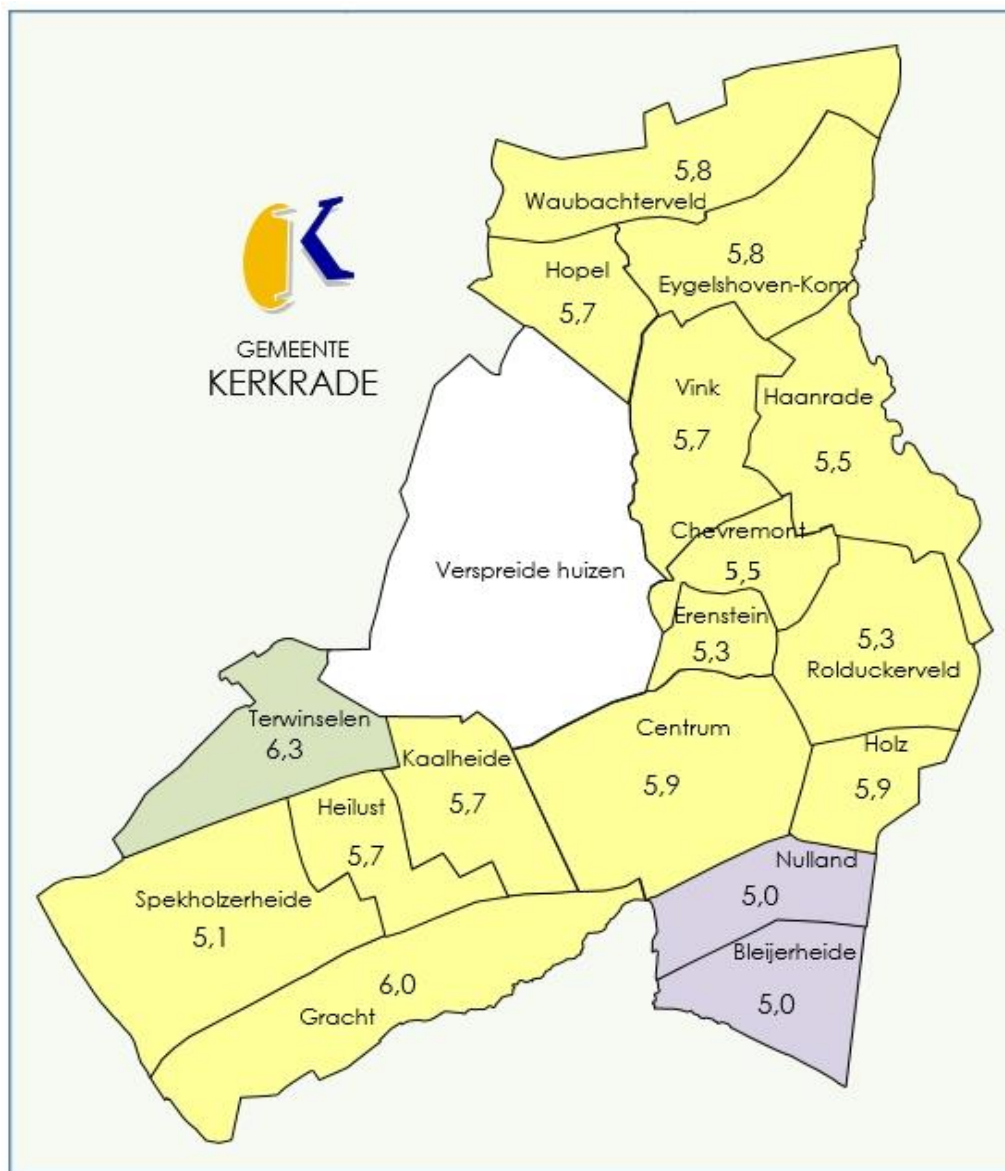 5,8
Waubachterveld
5,8
Eygelshoven-Kom
Hopel
5,7
GEMEENTE
KERKRADE
Vink
5,7
Haanrade
5,5
Chevremont
5,5
Verspreide huizen
Erenstein
5,3
5,3
Rolduckerveld
Terwinselen
6,3
Centrum
5,9
Holz
5,9
Kaalheide
5,7
Heilust
5,7
Nulland
5,0
Spekholzerheide
5,1
Bleijerheide
5,0
6,0
Gracht